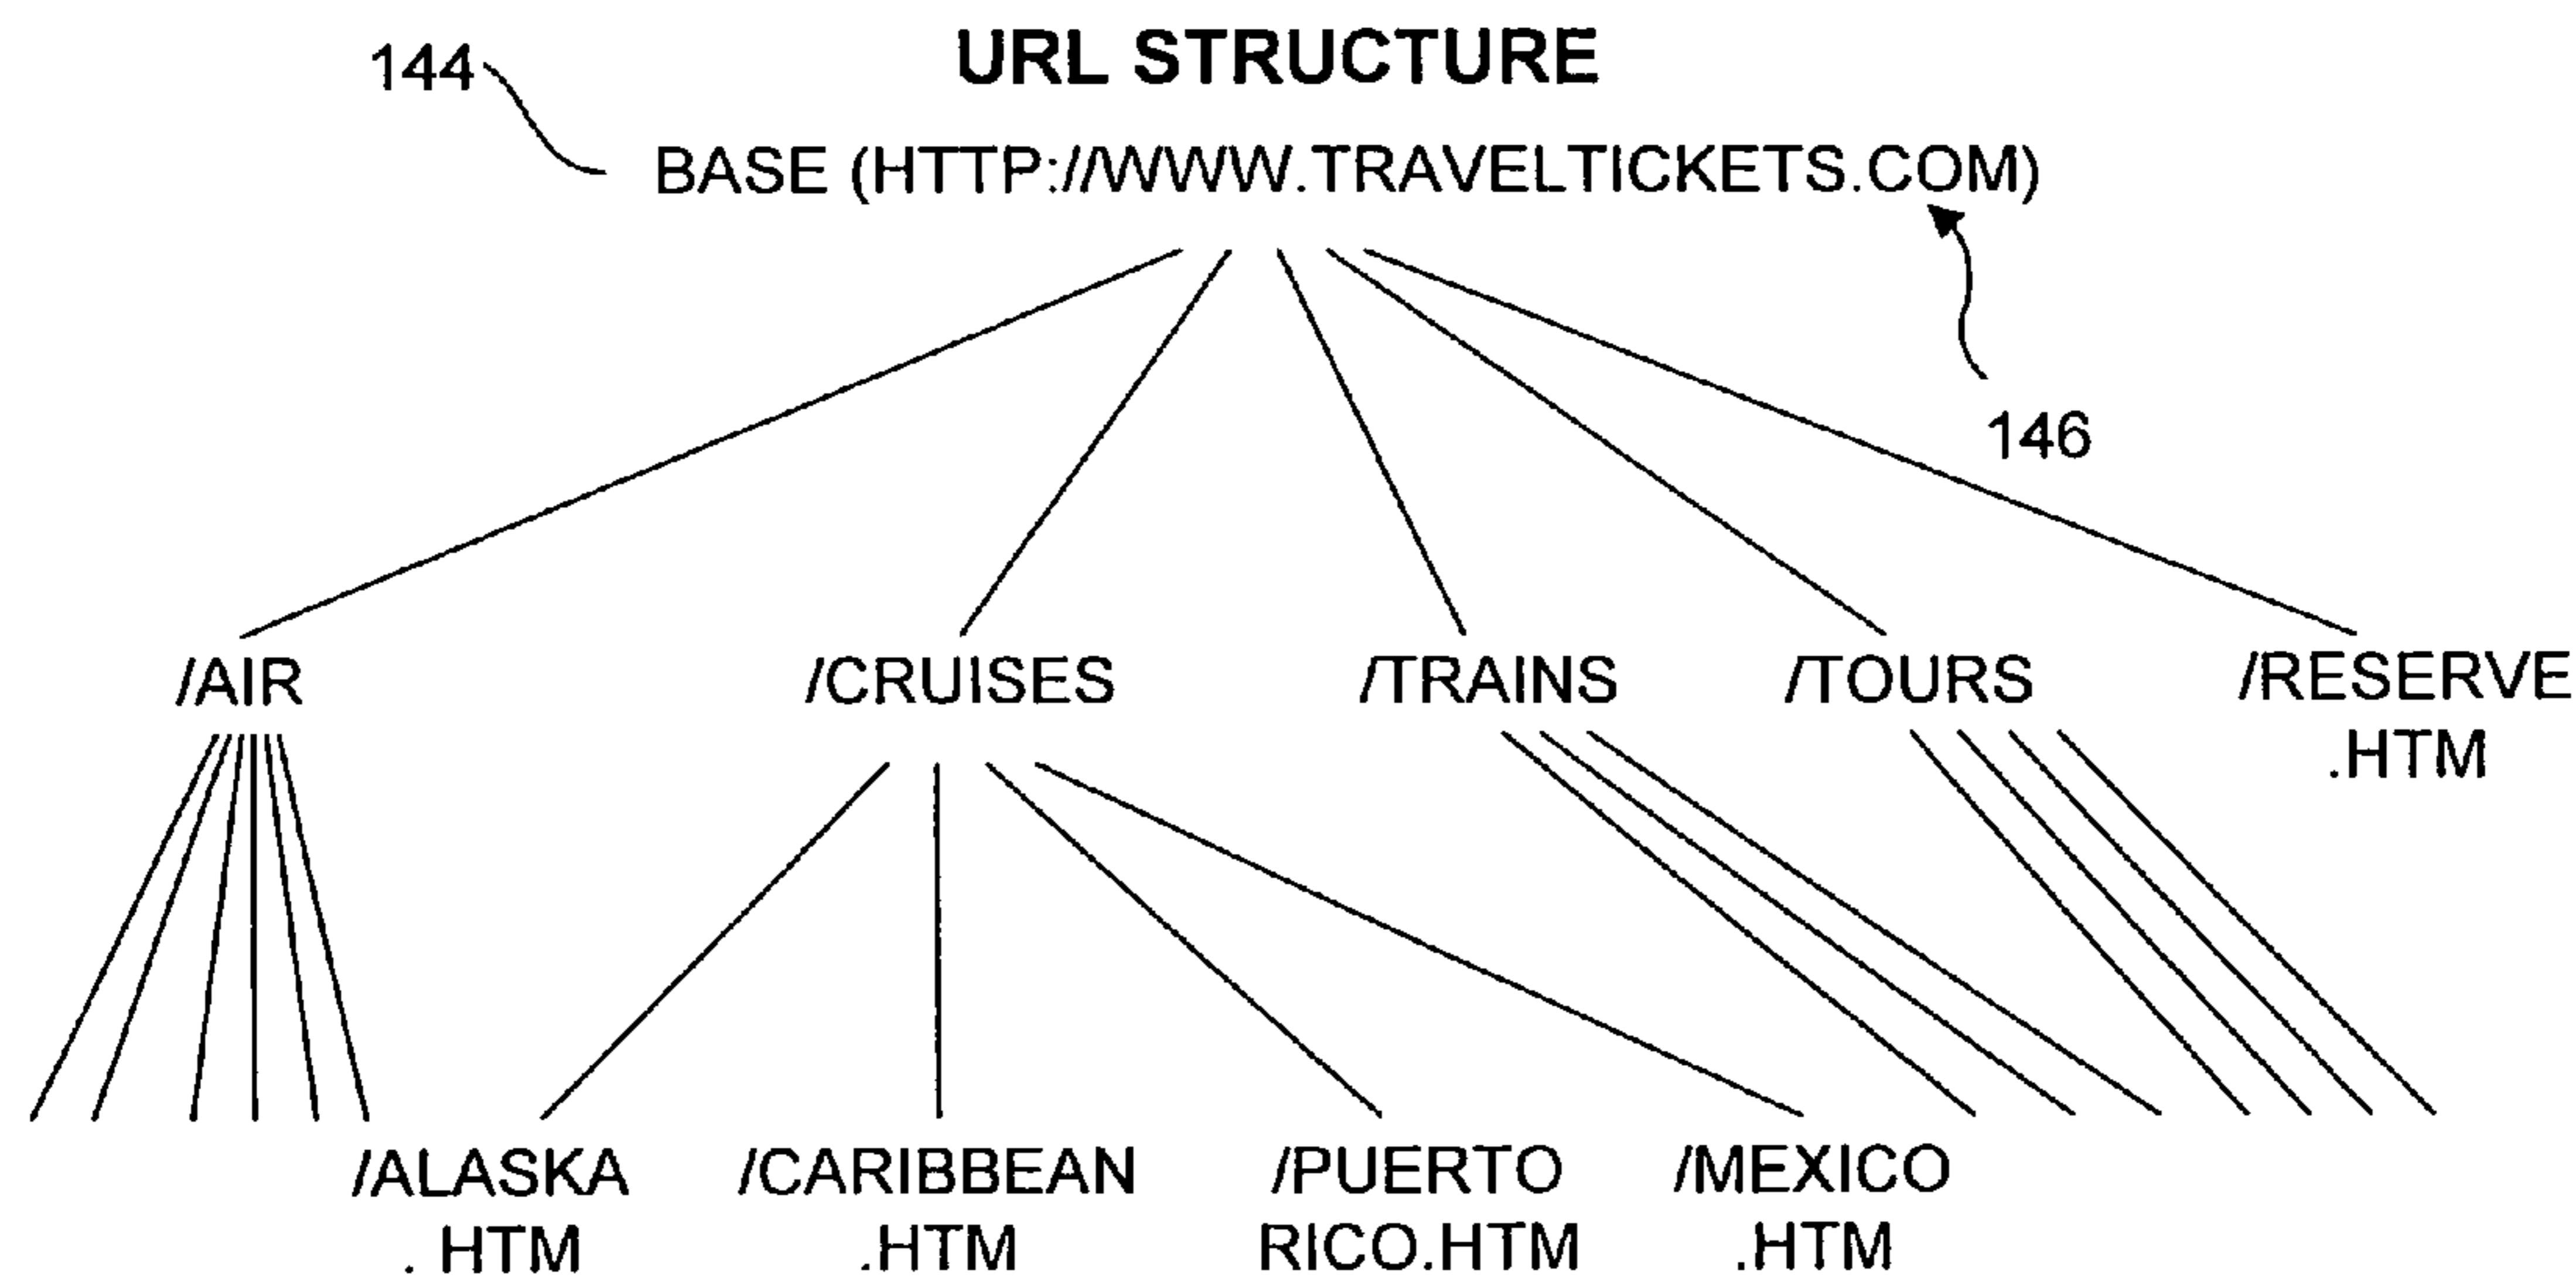 URL STRUCTURE
144
BASE (HTTP://WWW.TRAVELTICKETS.COM)
146
/AIR
/CRUISES
/TRAINS
/TOURS
/RESERVE
.HTM
/ALASKA
. HTM
/CARIBBEAN
.HTM
/PUERTO
RICO.HTM
/MEXICO
.HTM